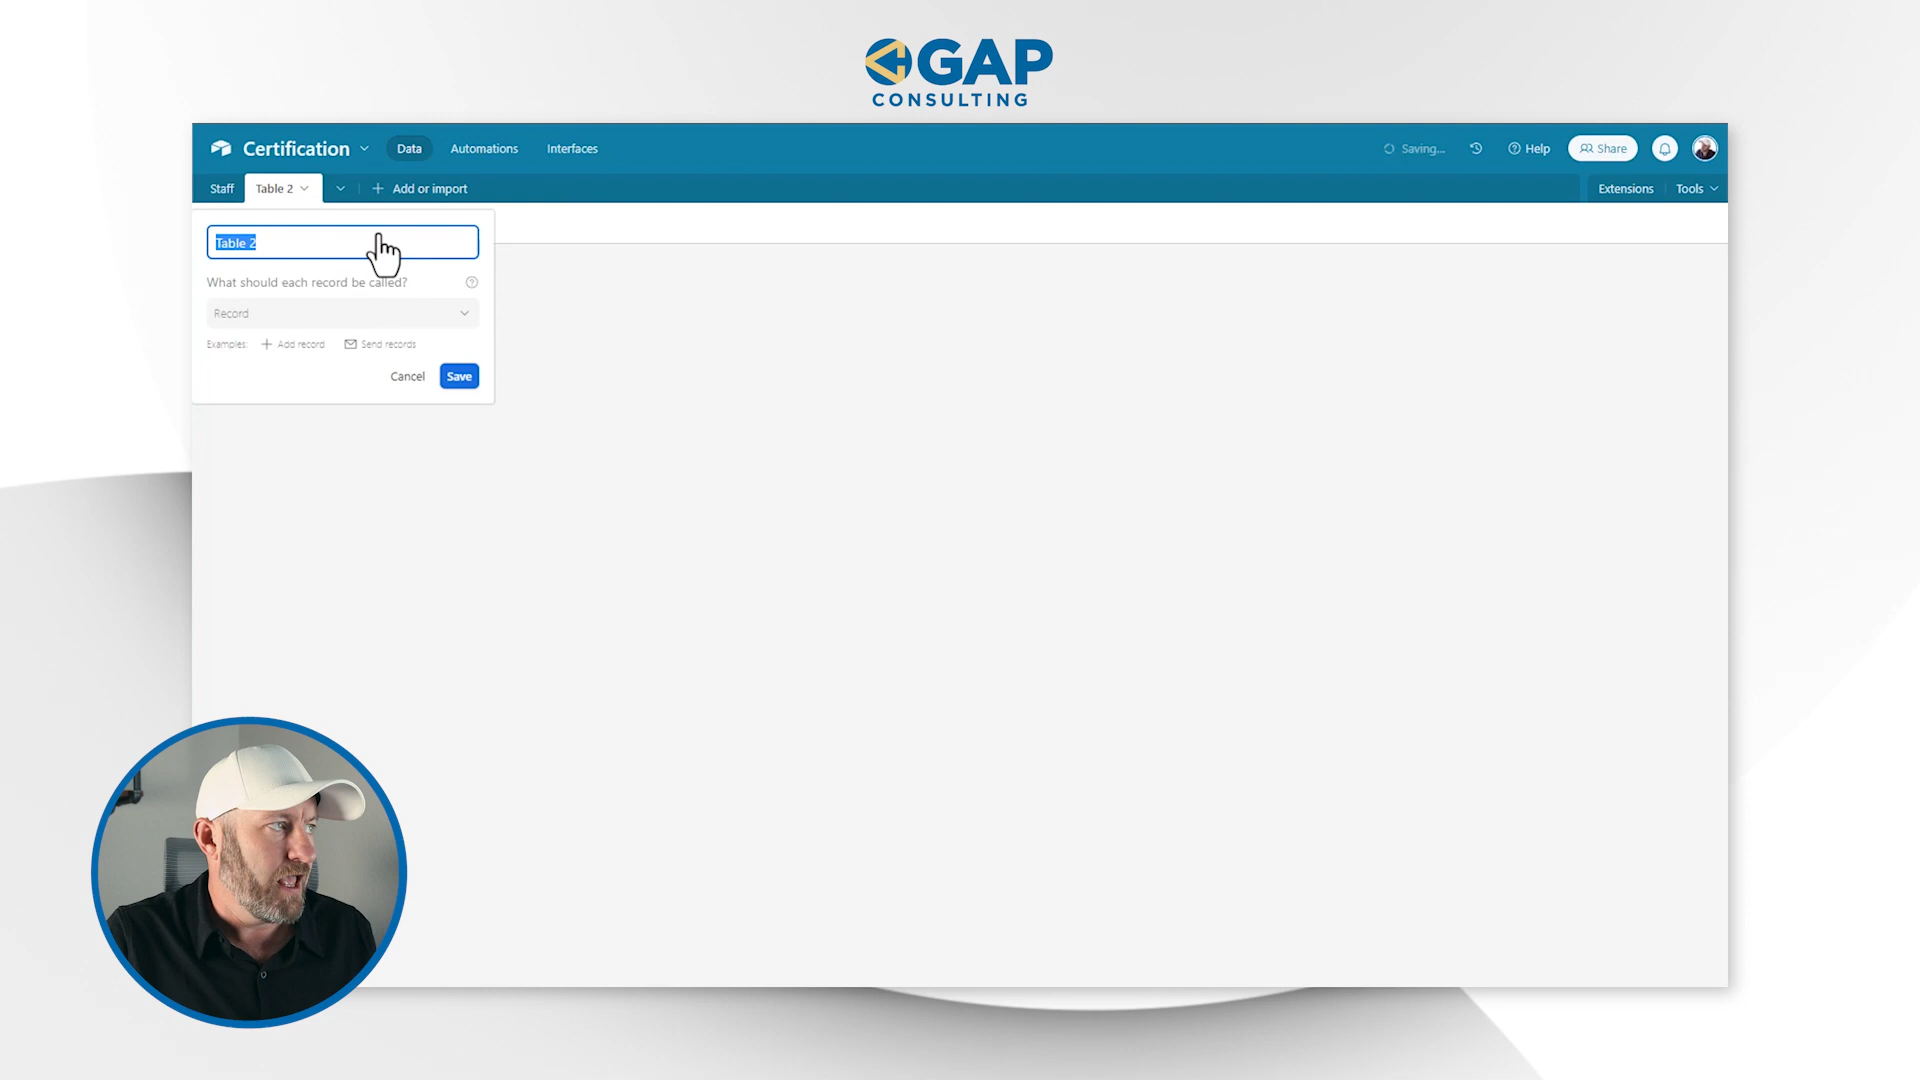 GAP
CONSULTING
Certification
Data
Automations
Interfaces
Saving...
Help
Share
Staff
Table 2
Add or import
Extensions
Tools
Table 2
What should each record be called?
Record
Examples: Add record Send records
Cancel
Save